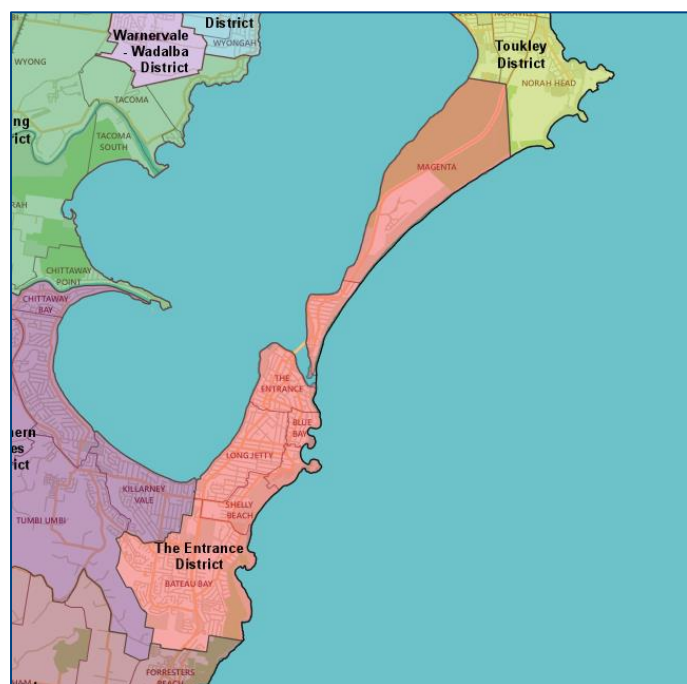 District
Warnervale
- Wadalba
District
WYONGAH
WYONG
TACOMA
TACOMA
SOUTH
CHITTAWAY
POINT
CHITTAWAY
BAY
Toukley
District
NORAH HEAD
MAGENTA
THE
ENTRANCE
BLUE
BAY
LONG JETTY
KILLARNEY
VALE
SHELLY
BEACH
TUMBI UMBI
The Entrance
District
BATEAU BAY
FORRESTERS
BEACH